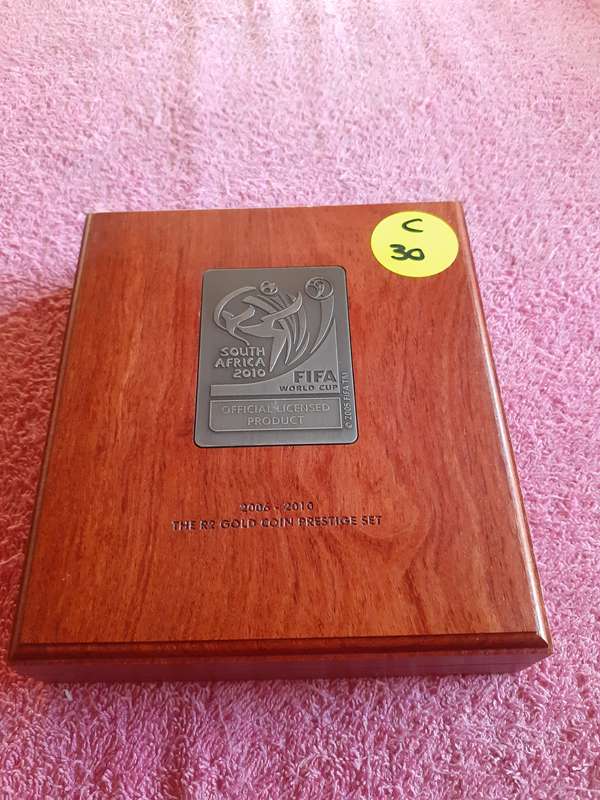 C
30
SOUTH
AFRICA
2010
FIFA
WORLD CUP
OFFICIAL LICENSED
PRODUCT
© 2005 FIFA TM
2006 - 2010
THE R2 GOLD COIN PRESTIGE SET